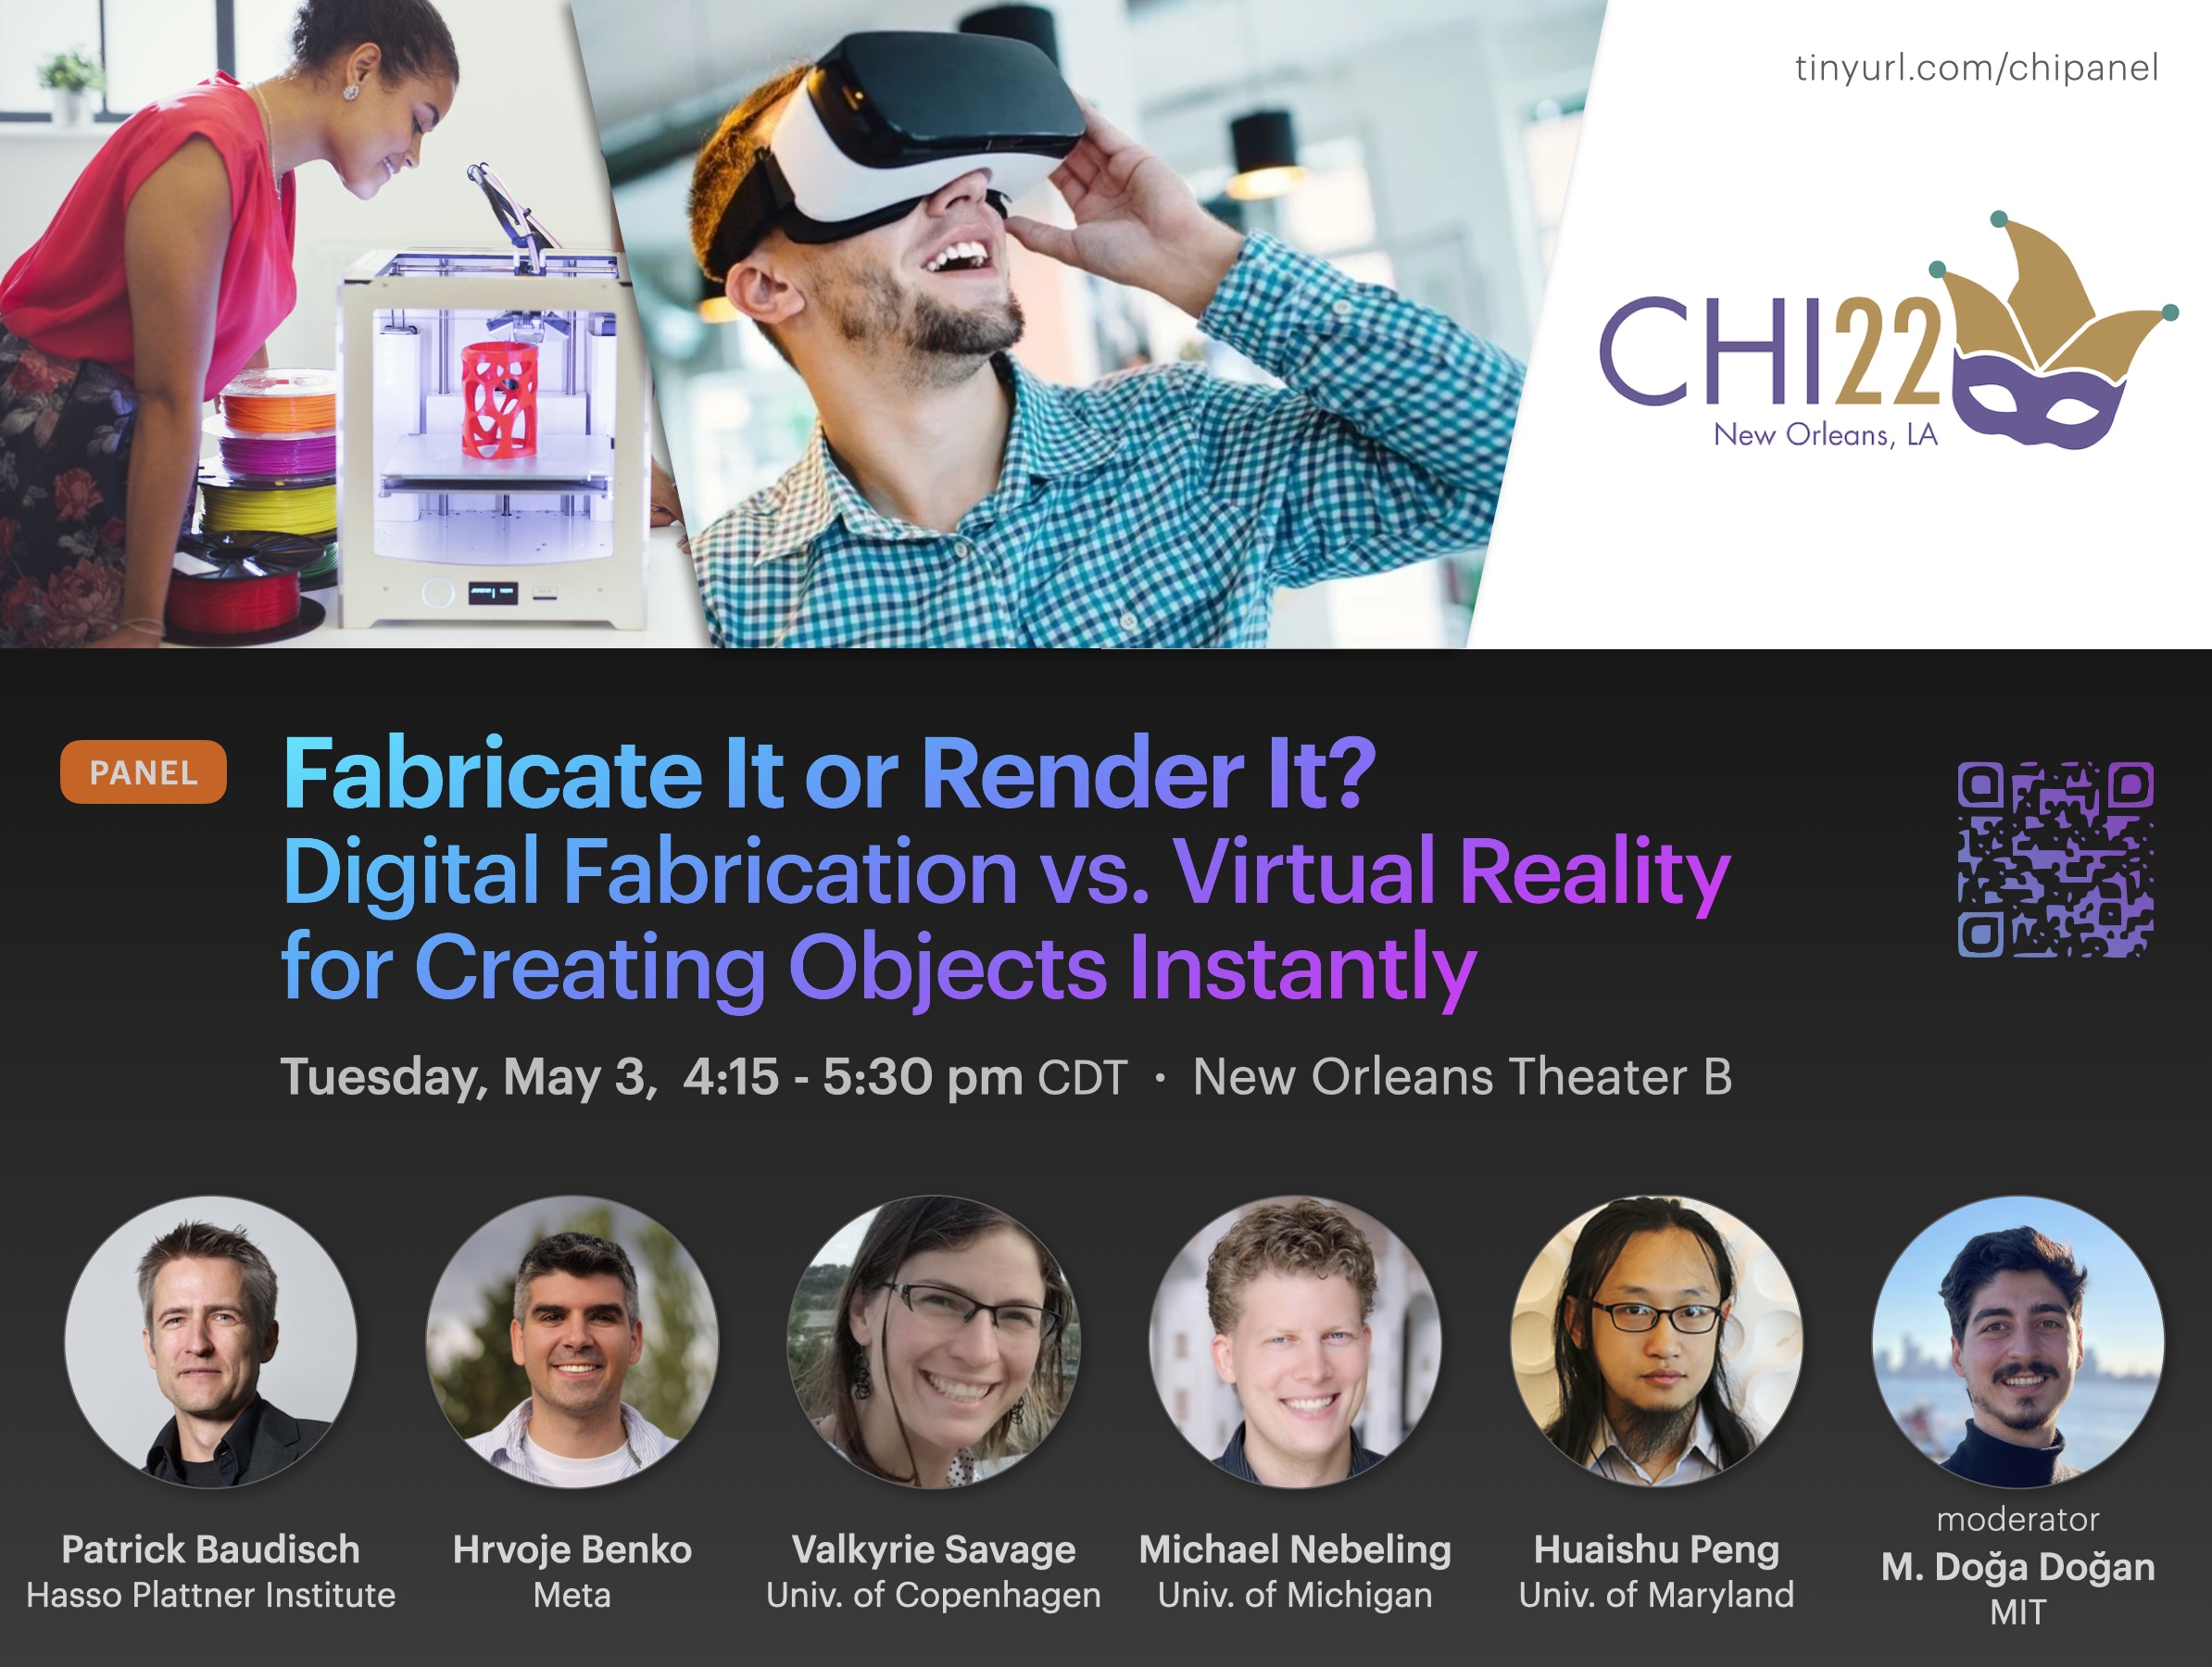 tinyurl.com/chipanel
CHI22
New Orleans, LA
PANEL
Fabricate It or Render It?
Digital Fabrication vs. Virtual Reality
for Creating Objects Instantly
Tuesday, May 3, 4:15 - 5:30 pm CDT · New Orleans Theater B
Patrick Baudisch
Hasso Plattner Institute
Hrvoje Benko
Meta
Valkyrie Savage
Univ. of Copenhagen
Michael Nebeling
Univ. of Michigan
Huaishu Peng
Univ. of Maryland
moderator
M. Doğa Doğan
MIT